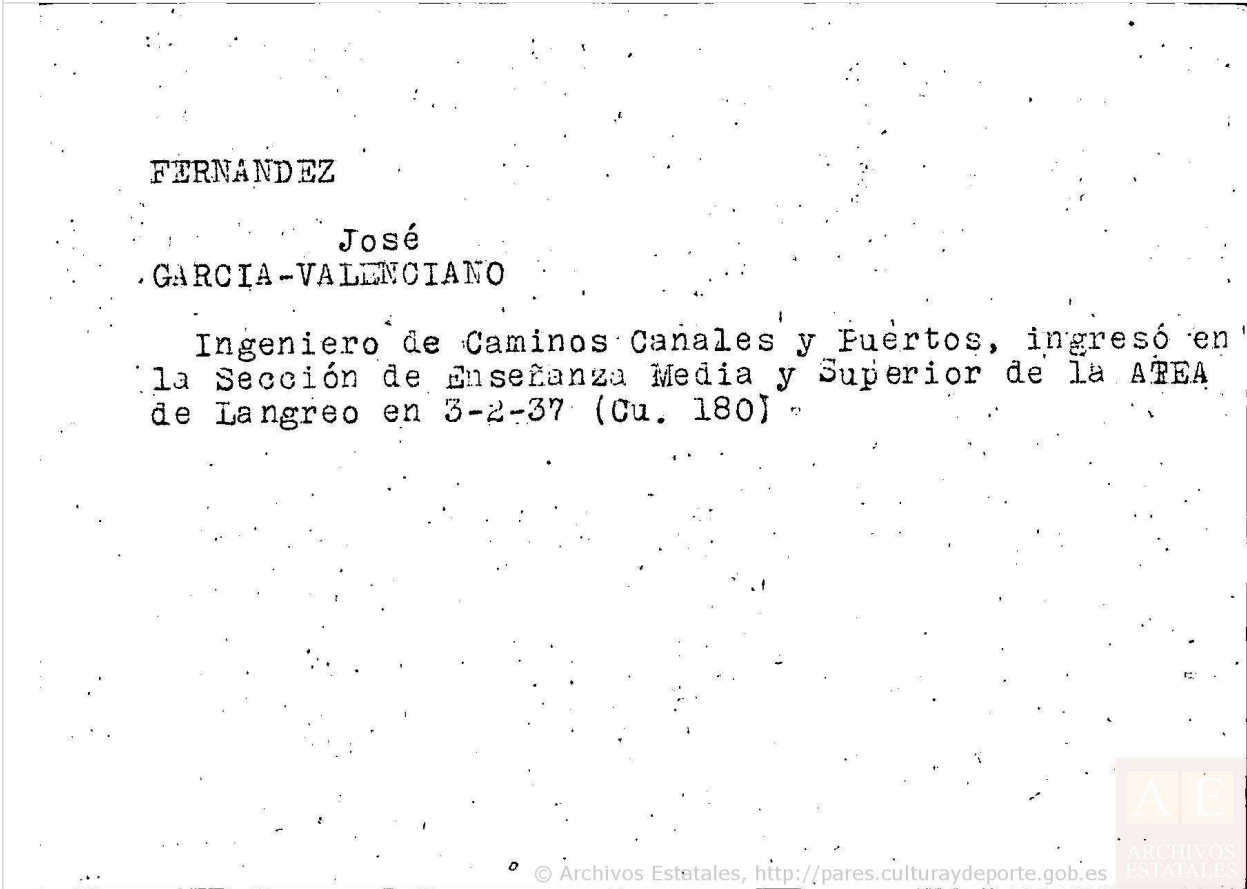 FERNANDEZ
José
GARCIA-VALENCIANO
Ingeniero de Caminos Canales y Puertos, ingresó en
la Sección de Enseñanza Media y Superior de la ATEA
de Langreo en 3-2-37 (Cu. 180)
AE
ARCHIVOS
ESTATALES
© Archivos Estatales, http://pares.culturaydeporte.gob.es